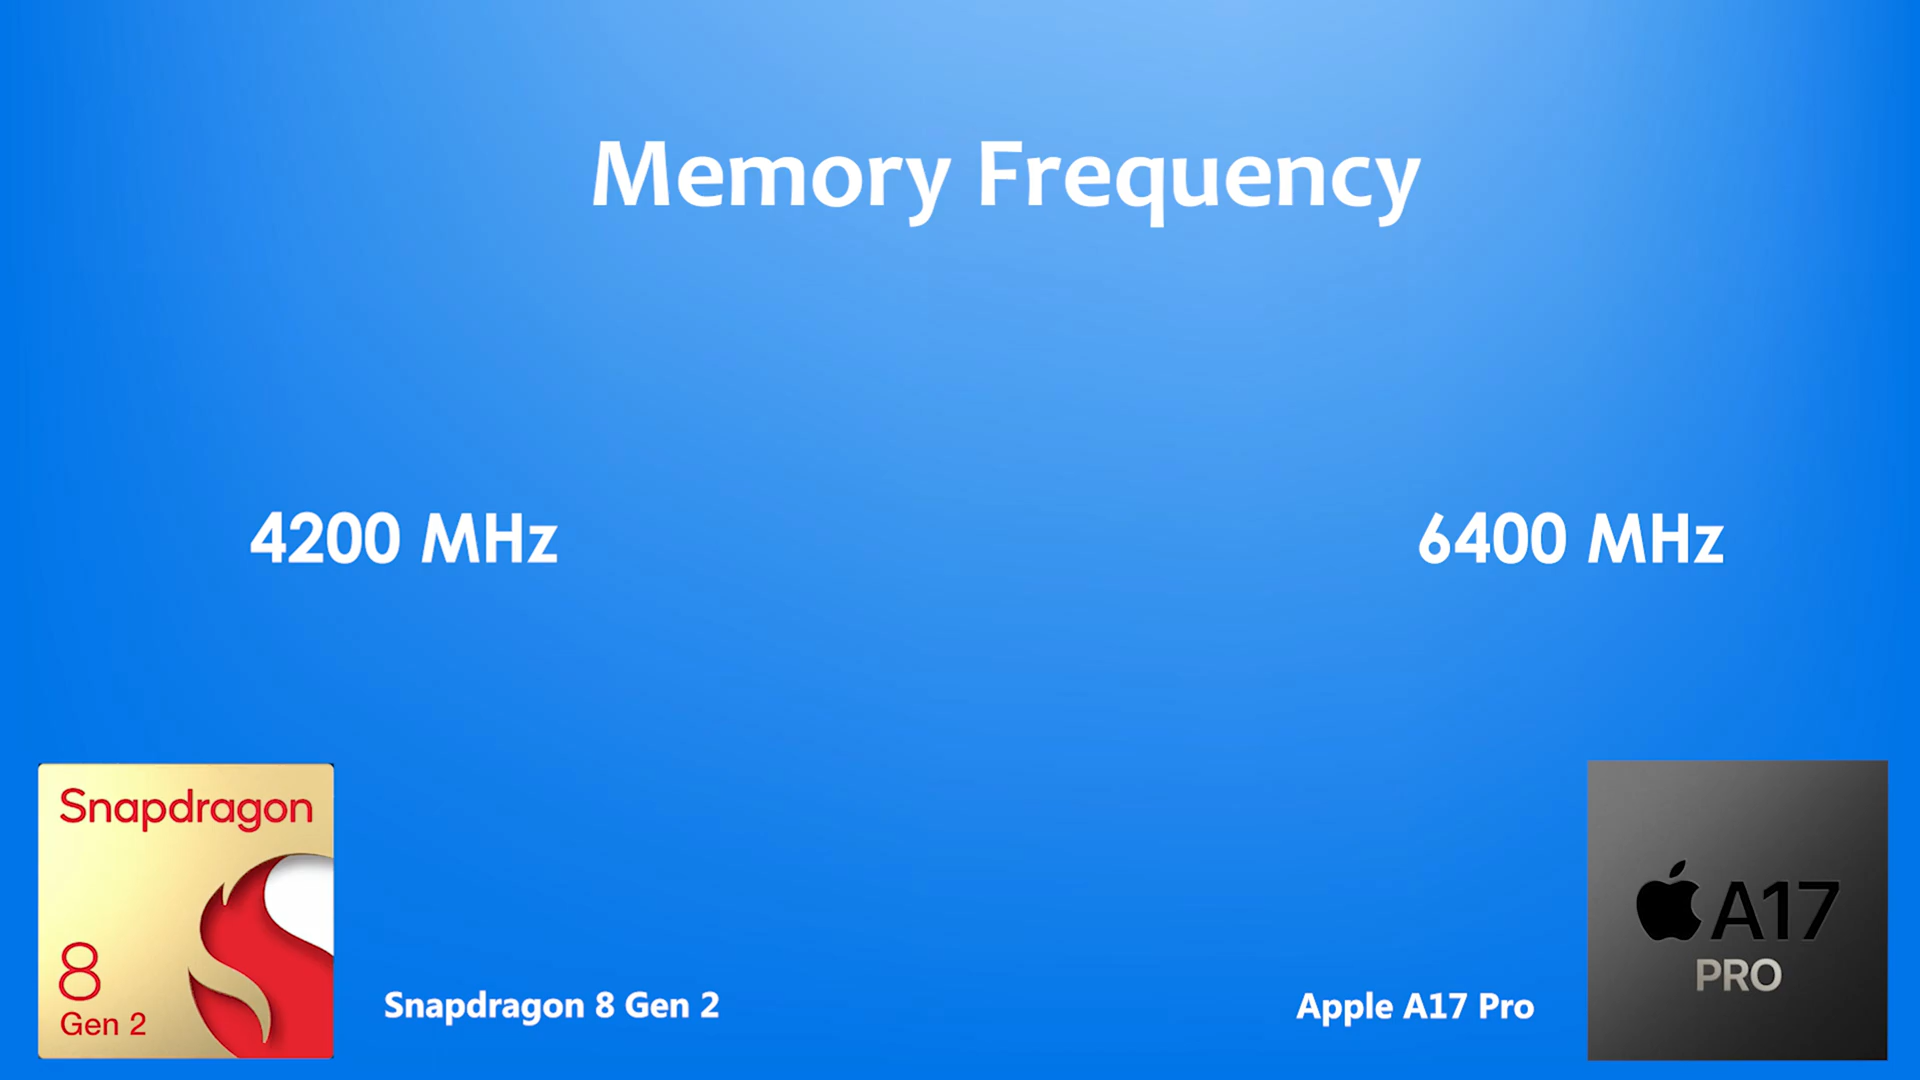 Memory Frequency
4200 MHz
6400 MHz
Snapdragon
8
Gen 2
Snapdragon 8 Gen 2
Apple A17 Pro
A17
PRO